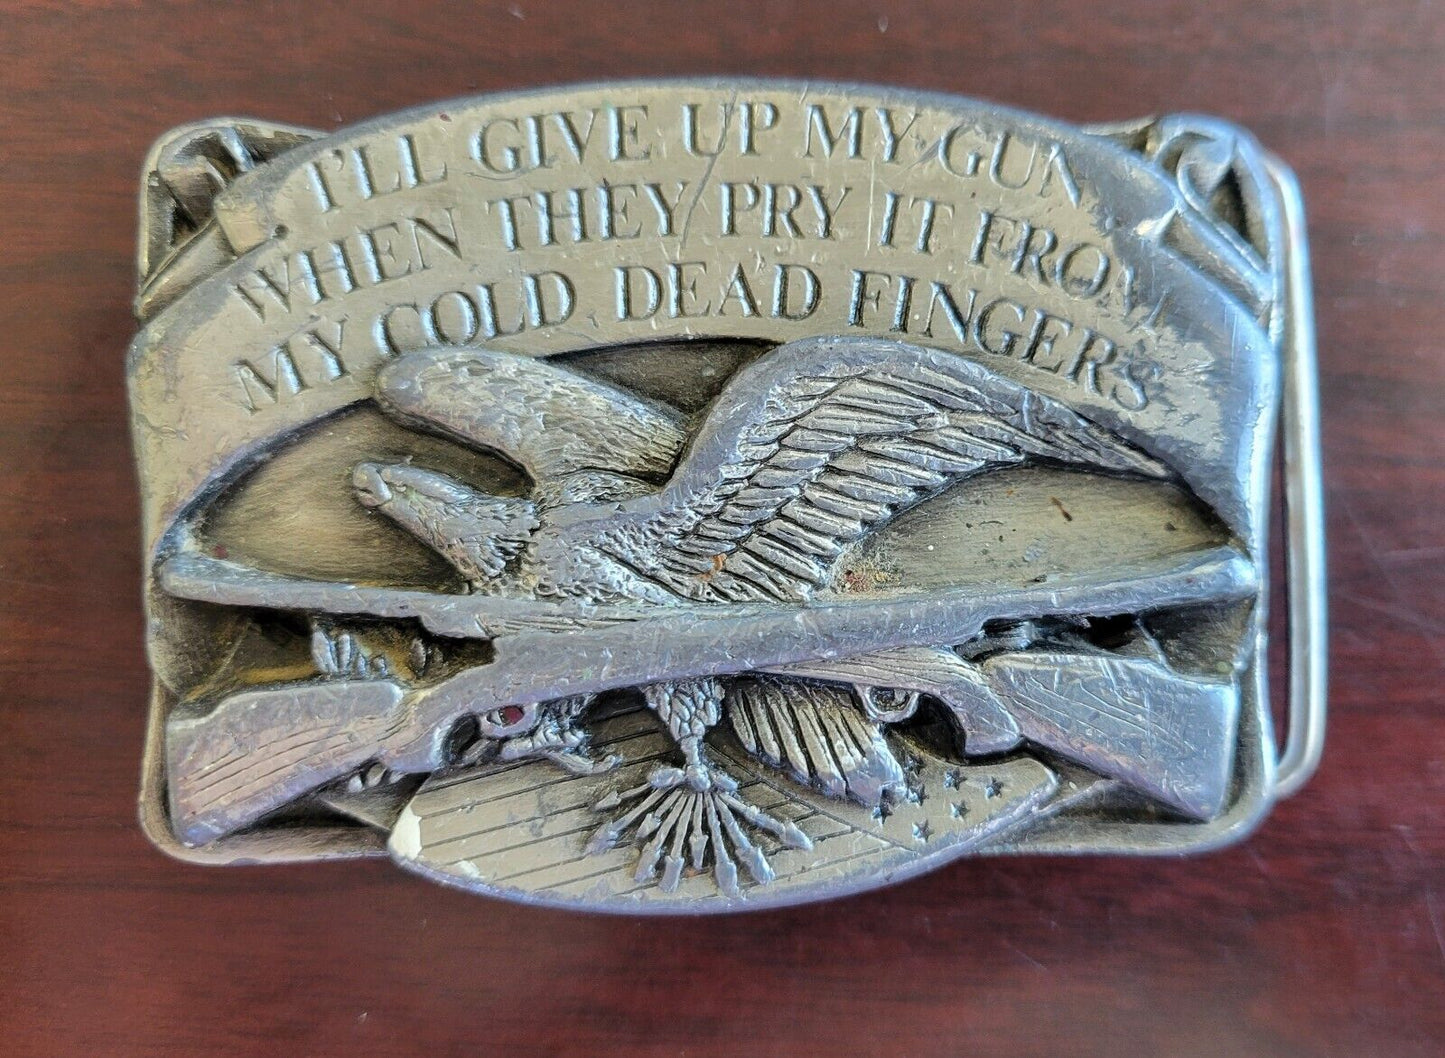 I'LL GIVE UP MY GUN
WHEN THEY PRY IT FROM
MY COLD, DEAD FINGERS